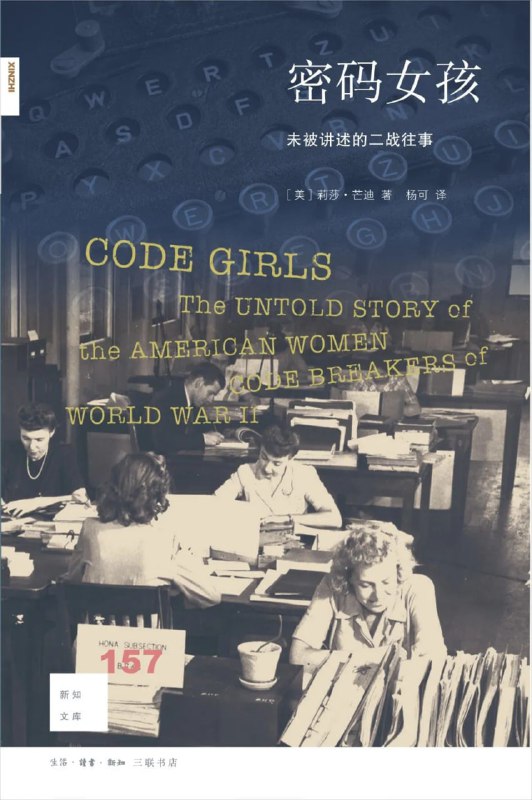 XINZHI
密码女孩
未被讲述的二战往事
［美］莉莎·芒迪 著 杨可 译
CODE GIRLS
The UNTOLD STORY of
the AMERICAN WOMEN
CODE BREAKERS of
WORLD WAR II
HONA SUBSECTION
157
新知
文库
生活·讀書·新知 三联书店